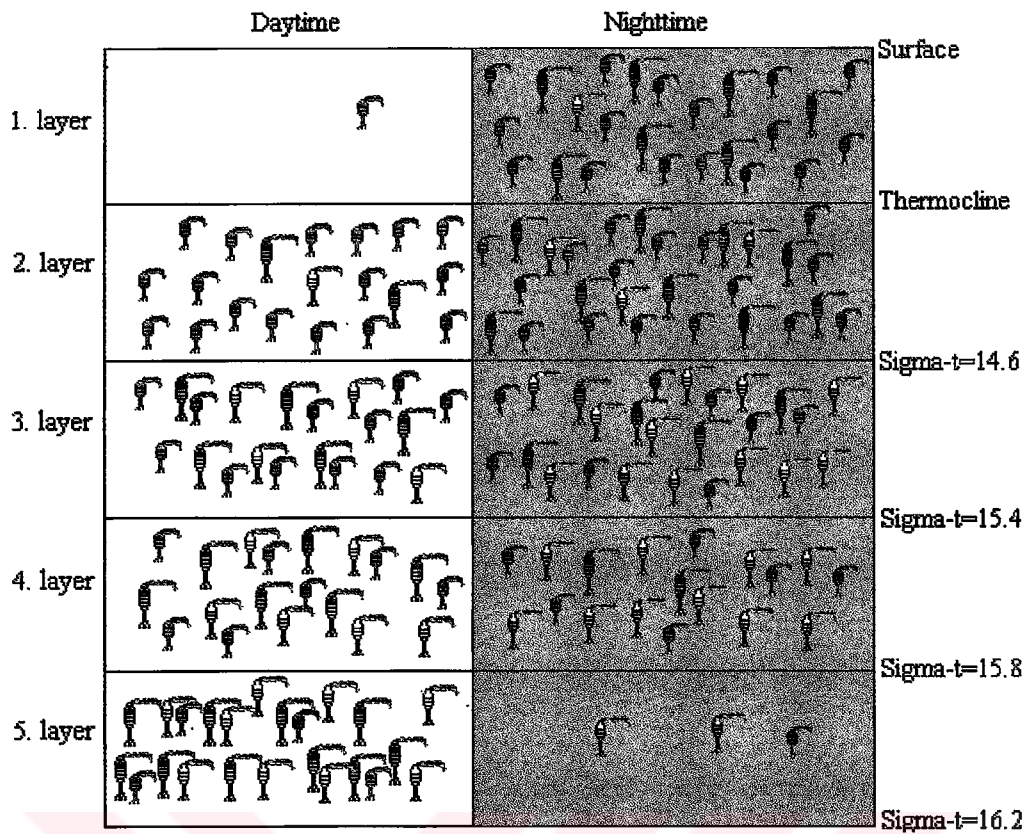 Daytime Nighttime
Surface
1. layer
Thermocline
2. layer
Sigma-t=14.6
3. layer
Sigma-t=15.4
4. layer
Sigma-t=15.8
5. layer
Sigma-t=16.2